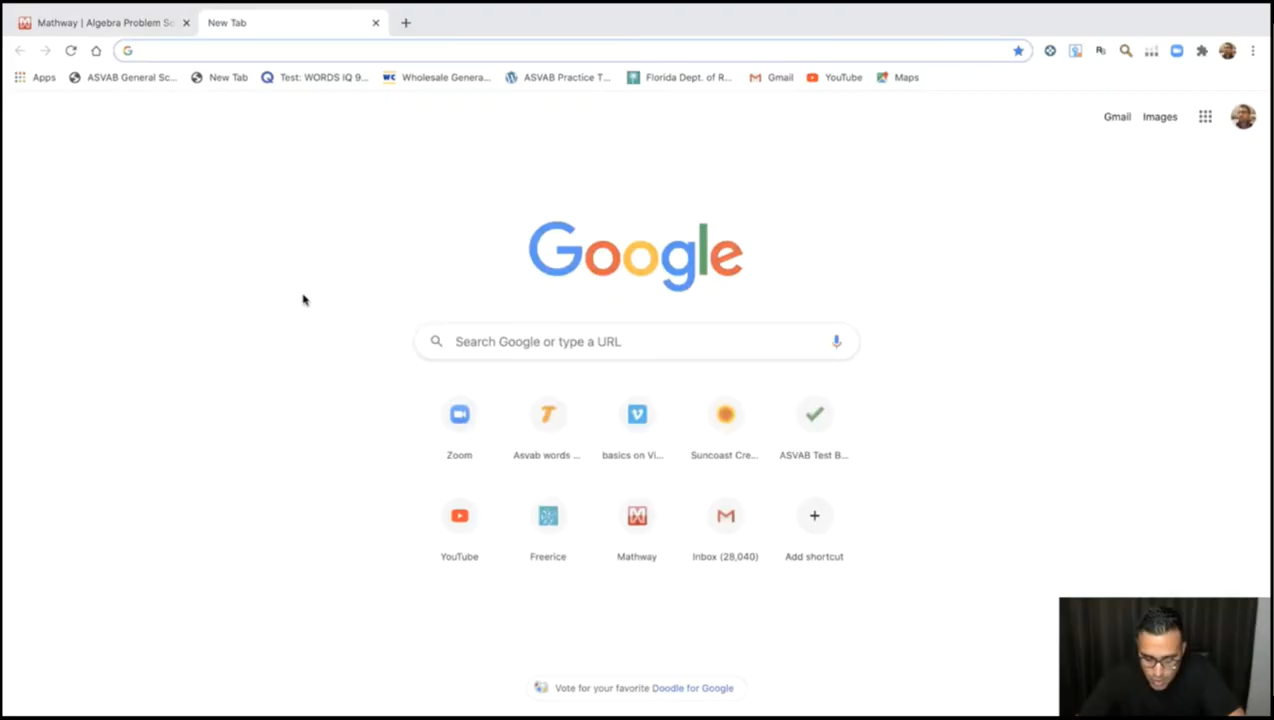 Mathway | Algebra Problem So
New Tab
Apps
ASVAB General Sc...
New Tab
Test: WORDS IQ 9...
Wholesale Genera...
ASVAB Practice T...
Florida Dept. of R...
Gmail
YouTube
Maps
Gmail Images
Google
Search Google or type a URL
Zoom
Asvab words ...
basics on Vi...
Suncoast Cre...
ASVAB Test B...
YouTube
Freerice
Mathway
Inbox (28,040)
Add shortcut
Vote for your favorite Doodle for Google